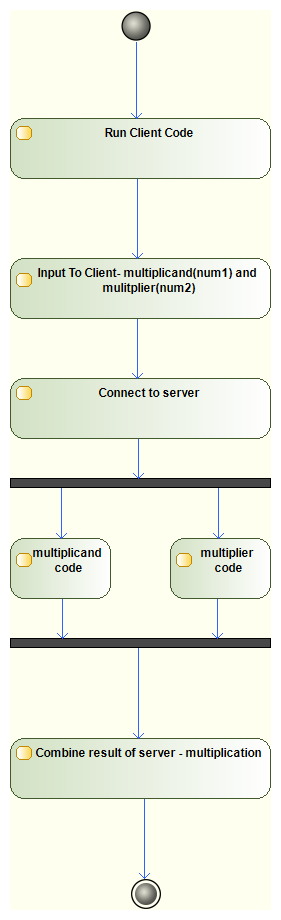 Run Client Code
Input To Client- multiplicand(num1) and
mulitplier(num2)
Connect to server
multiplicand
code
multiplier
code
Combine result of server - multiplication